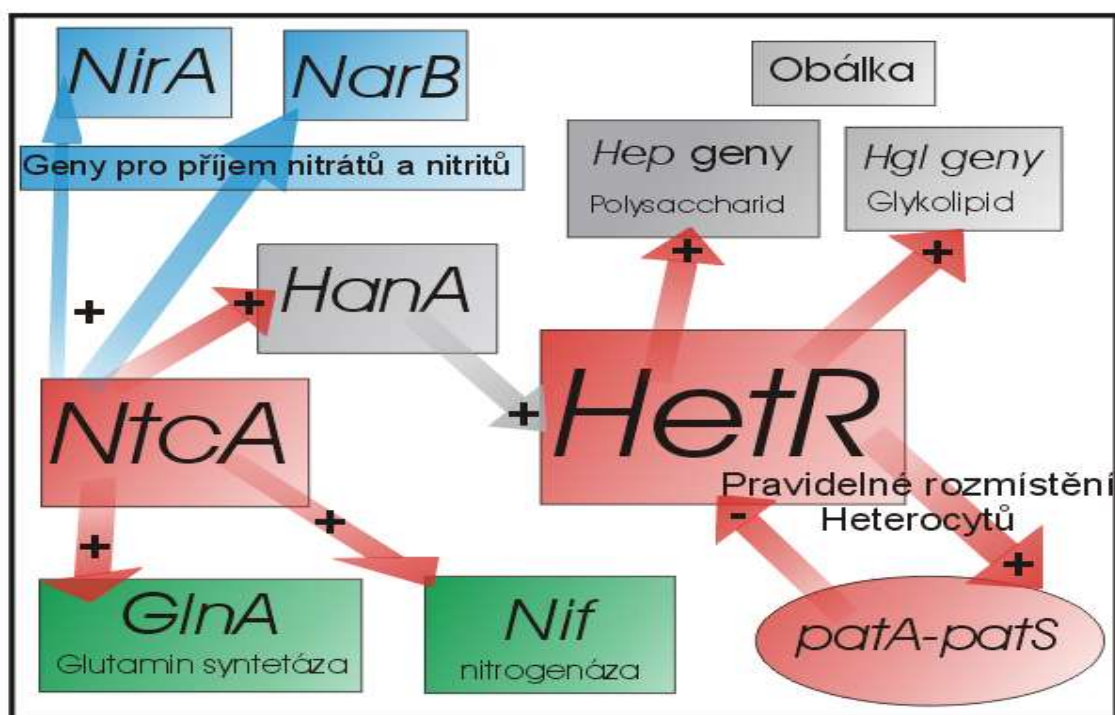 NirA
NarB
Obálka
Geny pro příjem nitrátů a nitritů
Hep geny
Polysaccharid
Hgl geny
Glykolipid
+
+
+
HanA
+
+
NtcA
HetR
Pravidelné rozmístění
Heterocytů
+
+
-
+
GlnA
Glutamin syntetáza
Nif
nitrogenáza
patA-patS